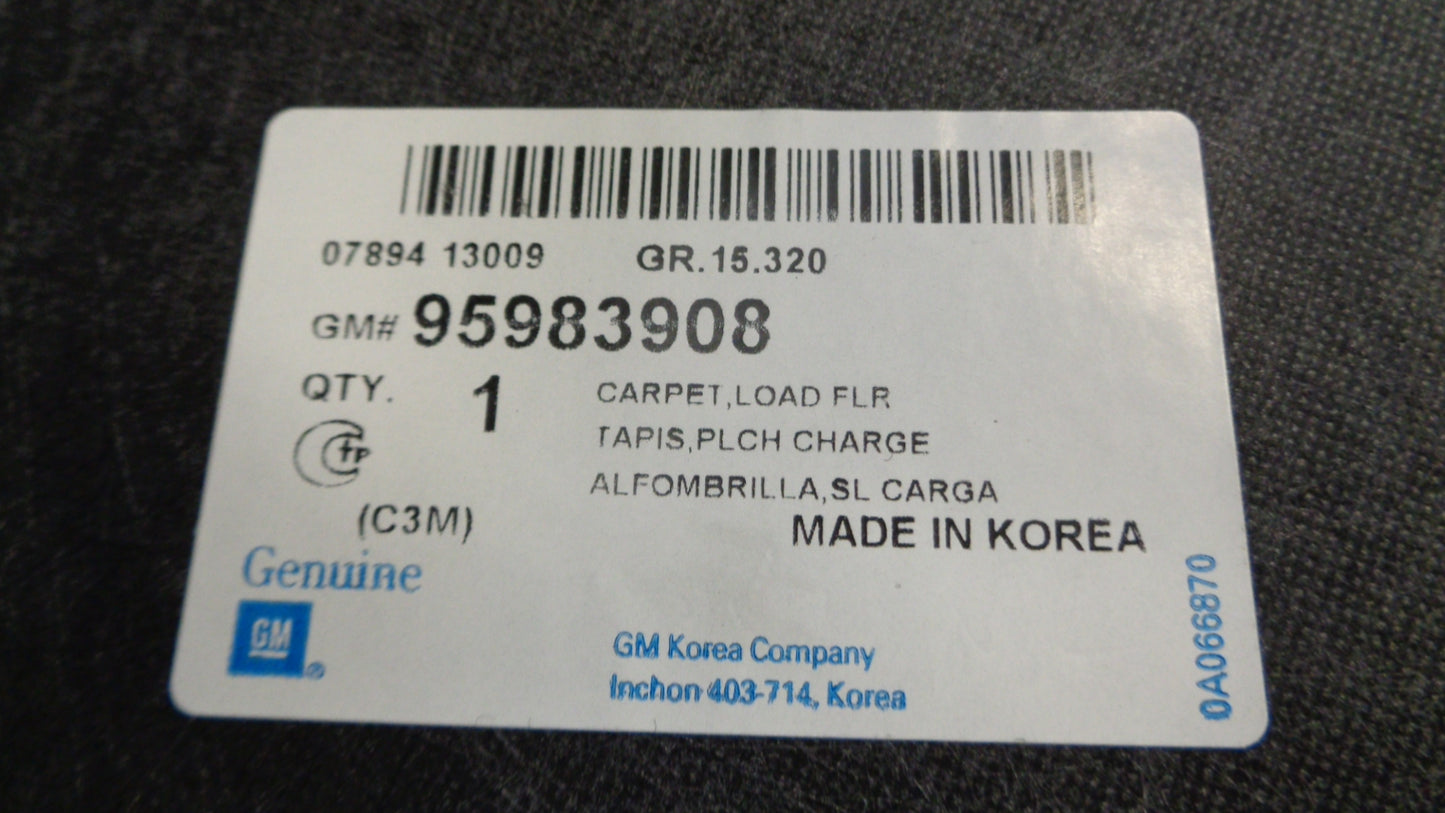 07894 13009 GR.15.320
GM# 95983908
QTY. 1 CARPET,LOAD FLR
TAPIS,PLCH CHARGE
ALFOMBRILLA,SL CARGA
(C3M) MADE IN KOREA
Genuine
GM ®
GM Korea Company
Inchon 403-714, Korea
0A066870